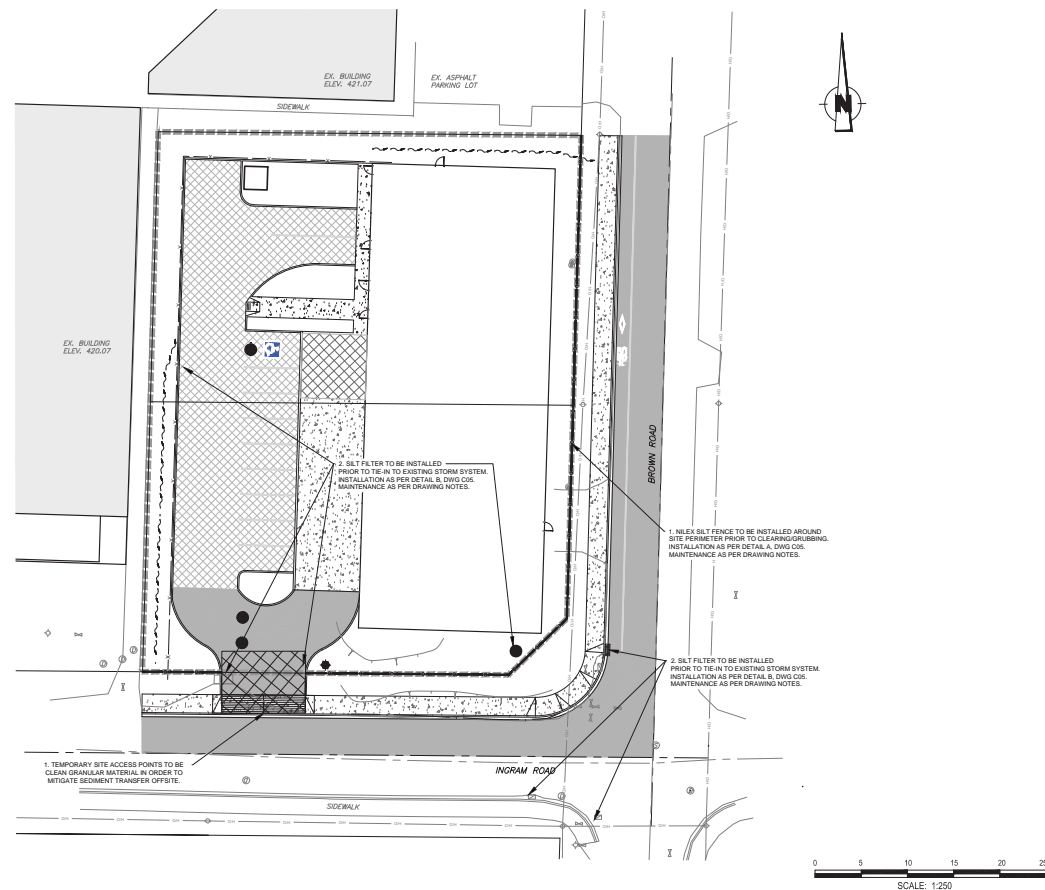 EX. BUILDING
ELEV. 421.07
EX. ASPHALT
PARKING LOT
SIDEWALK
N
EX. BUILDING
ELEV. 420.07
BROWN ROAD
2. SILT FILTER TO BE INSTALLED
PRIOR TO TIE-IN TO EXISTING STORM SYSTEM.
INSTALLATION AS PER DETAIL B, DWG C05.
MAINTENANCE AS PER DRAWING NOTES.
1. NILEX SILT FENCE TO BE INSTALLED AROUND
SITE PERIMETER PRIOR TO CLEARING/GRUBBING.
INSTALLATION AS PER DETAIL A, DWG C05.
MAINTENANCE AS PER DRAWING NOTES.
2. SILT FILTER TO BE INSTALLED
PRIOR TO TIE-IN TO EXISTING STORM SYSTEM.
INSTALLATION AS PER DETAIL B, DWG C05.
MAINTENANCE AS PER DRAWING NOTES.
1. TEMPORARY SITE ACCESS POINTS TO BE
CLEAN GRANULAR MATERIAL IN ORDER TO
MITIGATE SEDIMENT TRANSFER OFFSITE.
INGRAM ROAD
SIDEWALK
0 5 10 15 20 25
SCALE: 1:250